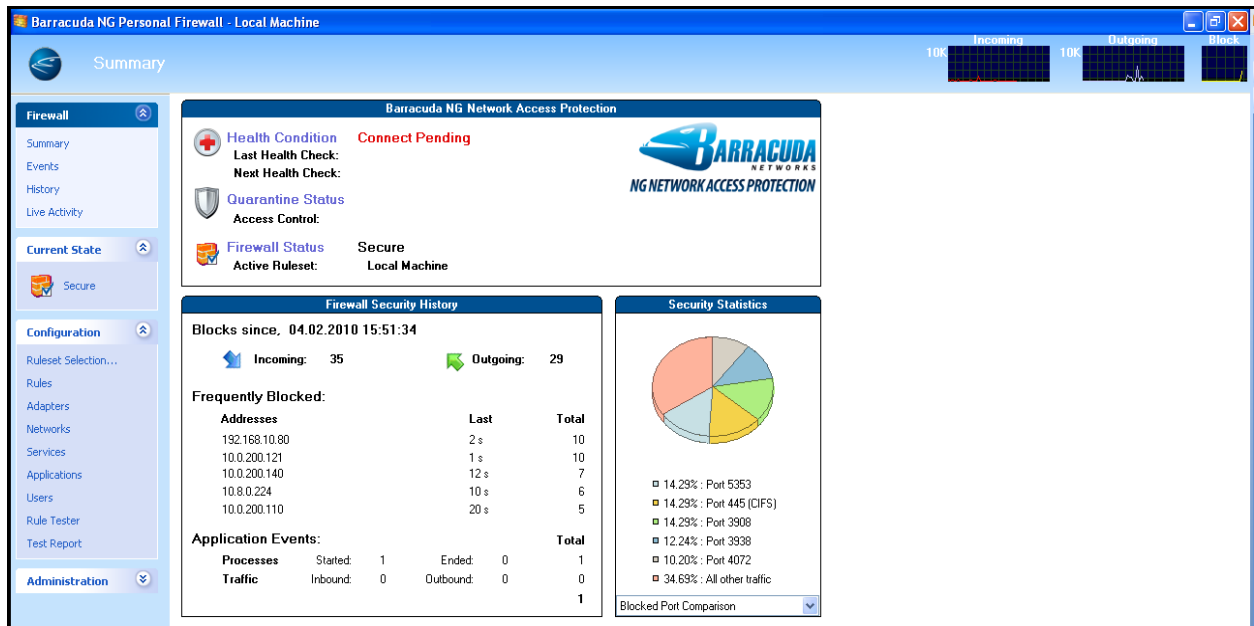 Barracuda NG Personal Firewall - Local Machine
Summary
Incoming
Outgoing
Block
10K
10K
Firewall
Summary
Events
History
Live Activity
Current State
Secure
Configuration
Ruleset Selection...
Rules
Adapters
Networks
Services
Applications
Users
Rule Tester
Test Report
Administration
Barracuda NG Network Access Protection
Health Condition Connect Pending
Last Health Check:
Next Health Check:
Quarantine Status
Access Control:
Firewall Status Secure
Active Ruleset: Local Machine
BARRACUDA
NETWORKS
NG NETWORK ACCESS PROTECTION
Firewall Security History
Blocks since, 04.02.2010 15:51:34
Incoming: 35 Outgoing: 29
Frequently Blocked:
Addresses Last Total
192.168.10.80 2 s 10
10.0.200.121 1 s 10
10.0.200.140 12 s 7
10.8.0.224 10 s 6
10.0.200.110 20 s 5
Application Events: Total
Processes Started: 1 Ended: 0 1
Traffic Inbound: 0 Outbound: 0 0
1
Security Statistics
14.29% : Port 5353
14.29% : Port 445 (CIFS)
14.29% : Port 3908
12.24% : Port 3938
10.20% : Port 4072
34.69% : All other traffic
Blocked Port Comparison